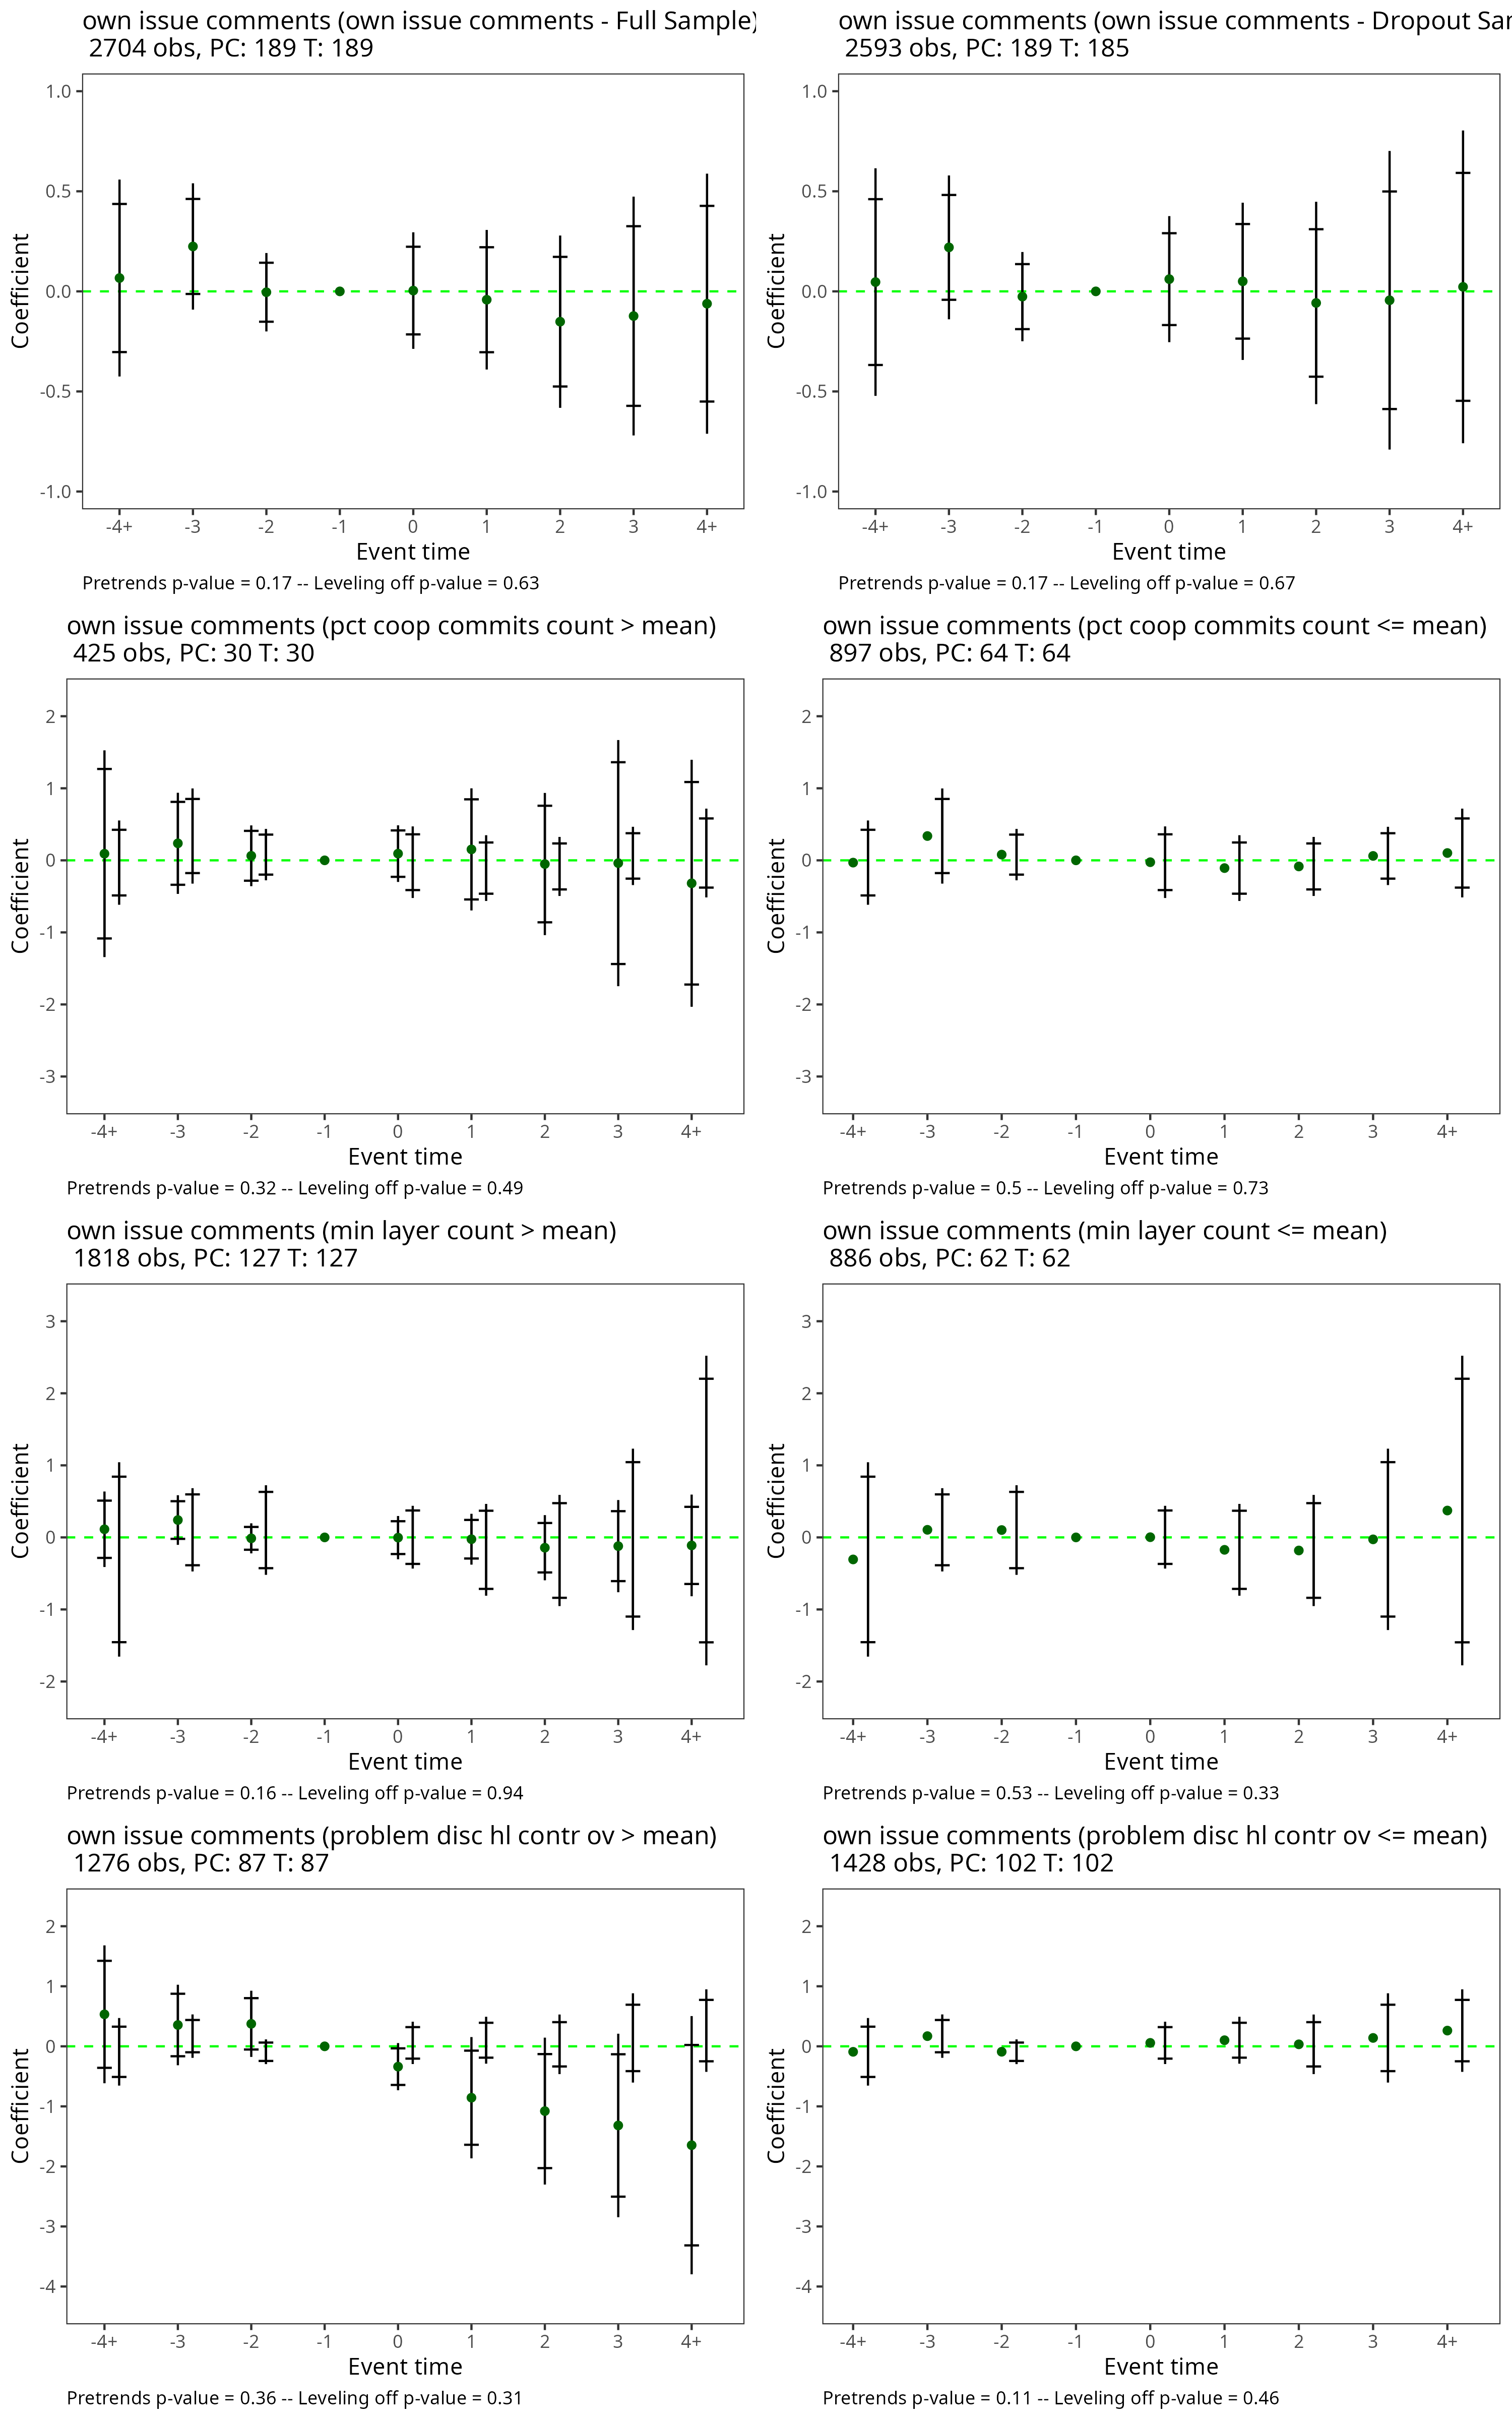 own issue comments (own issue comments - Full Sample)
2704 obs, PC: 189 T: 189
1.0
0.5
0.0
-0.5
-1.0
Coefficient
-4+ -3 -2 -1 0 1 2 3 4+
Event time
Pretrends p-value = 0.17 -- Leveling off p-value = 0.63
own issue comments (own issue comments - Dropout
2593 obs, PC: 189 T: 185
1.0
0.5
0.0
-0.5
-1.0
Coefficient
-4+ -3 -2 -1 0 1 2 3 4+
Event time
Pretrends p-value = 0.17 -- Leveling off p-value = 0.67
own issue comments (pct coop commits count > mean)
425 obs, PC: 30 T: 30
2
1
0
-1
-2
-3
Coefficient
-4+ -3 -2 -1 0 1 2 3 4+
Event time
Pretrends p-value = 0.32 -- Leveling off p-value = 0.49
own issue comments (pct coop commits count <= mean)
897 obs, PC: 64 T: 64
2
1
0
-1
-2
-3
Coefficient
-4+ -3 -2 -1 0 1 2 3 4+
Event time
Pretrends p-value = 0.5 -- Leveling off p-value = 0.73
own issue comments (min layer count > mean)
1818 obs, PC: 127 T: 127
3
2
1
0
-1
-2
Coefficient
-4+ -3 -2 -1 0 1 2 3 4+
Event time
Pretrends p-value = 0.16 -- Leveling off p-value = 0.94
own issue comments (min layer count <= mean)
886 obs, PC: 62 T: 62
3
2
1
0
-1
-2
Coefficient
-4+ -3 -2 -1 0 1 2 3 4+
Event time
Pretrends p-value = 0.53 -- Leveling off p-value = 0.33
own issue comments (problem disc hl contr ov > mean)
1276 obs, PC: 87 T: 87
2
1
0
-1
-2
-3
-4
Coefficient
-4+ -3 -2 -1 0 1 2 3 4+
Event time
Pretrends p-value = 0.36 -- Leveling off p-value = 0.31
own issue comments (problem disc hl contr ov <= mean)
1428 obs, PC: 102 T: 102
2
1
0
-1
-2
-3
-4
Coefficient
-4+ -3 -2 -1 0 1 2 3 4+
Event time
Pretrends p-value = 0.11 -- Leveling off p-value = 0.46